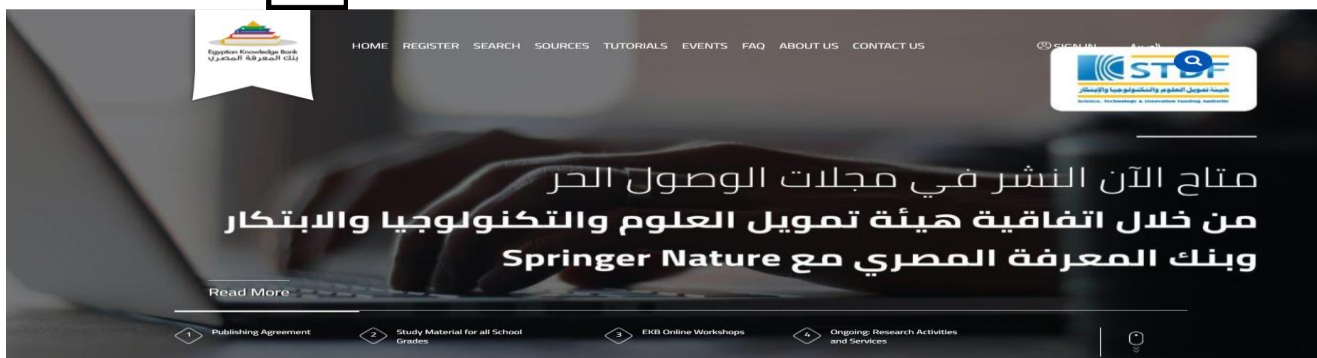 Egyptian Knowledge Bank
بنك المعرفة المصري
HOME REGISTER SEARCH SOURCES TUTORIALS EVENTS FAQ ABOUT US CONTACT US
SIGN IN العربية
STDF
هيئة تمويل العلوم والتكنولوجيا والإبتكار
Science, Technology & Innovation Funding Authority
متاح الآن النشر في مجلات الوصول الحر
من خلال اتفاقية هيئة تمويل العلوم والتكنولوجيا والابتكار
وبنك المعرفة المصري مع Springer Nature
Read More
1 Publishing Agreement
2 Study Material for all School
Grades
3 EKB Online Workshops
4 Ongoing: Research Activities
and Services